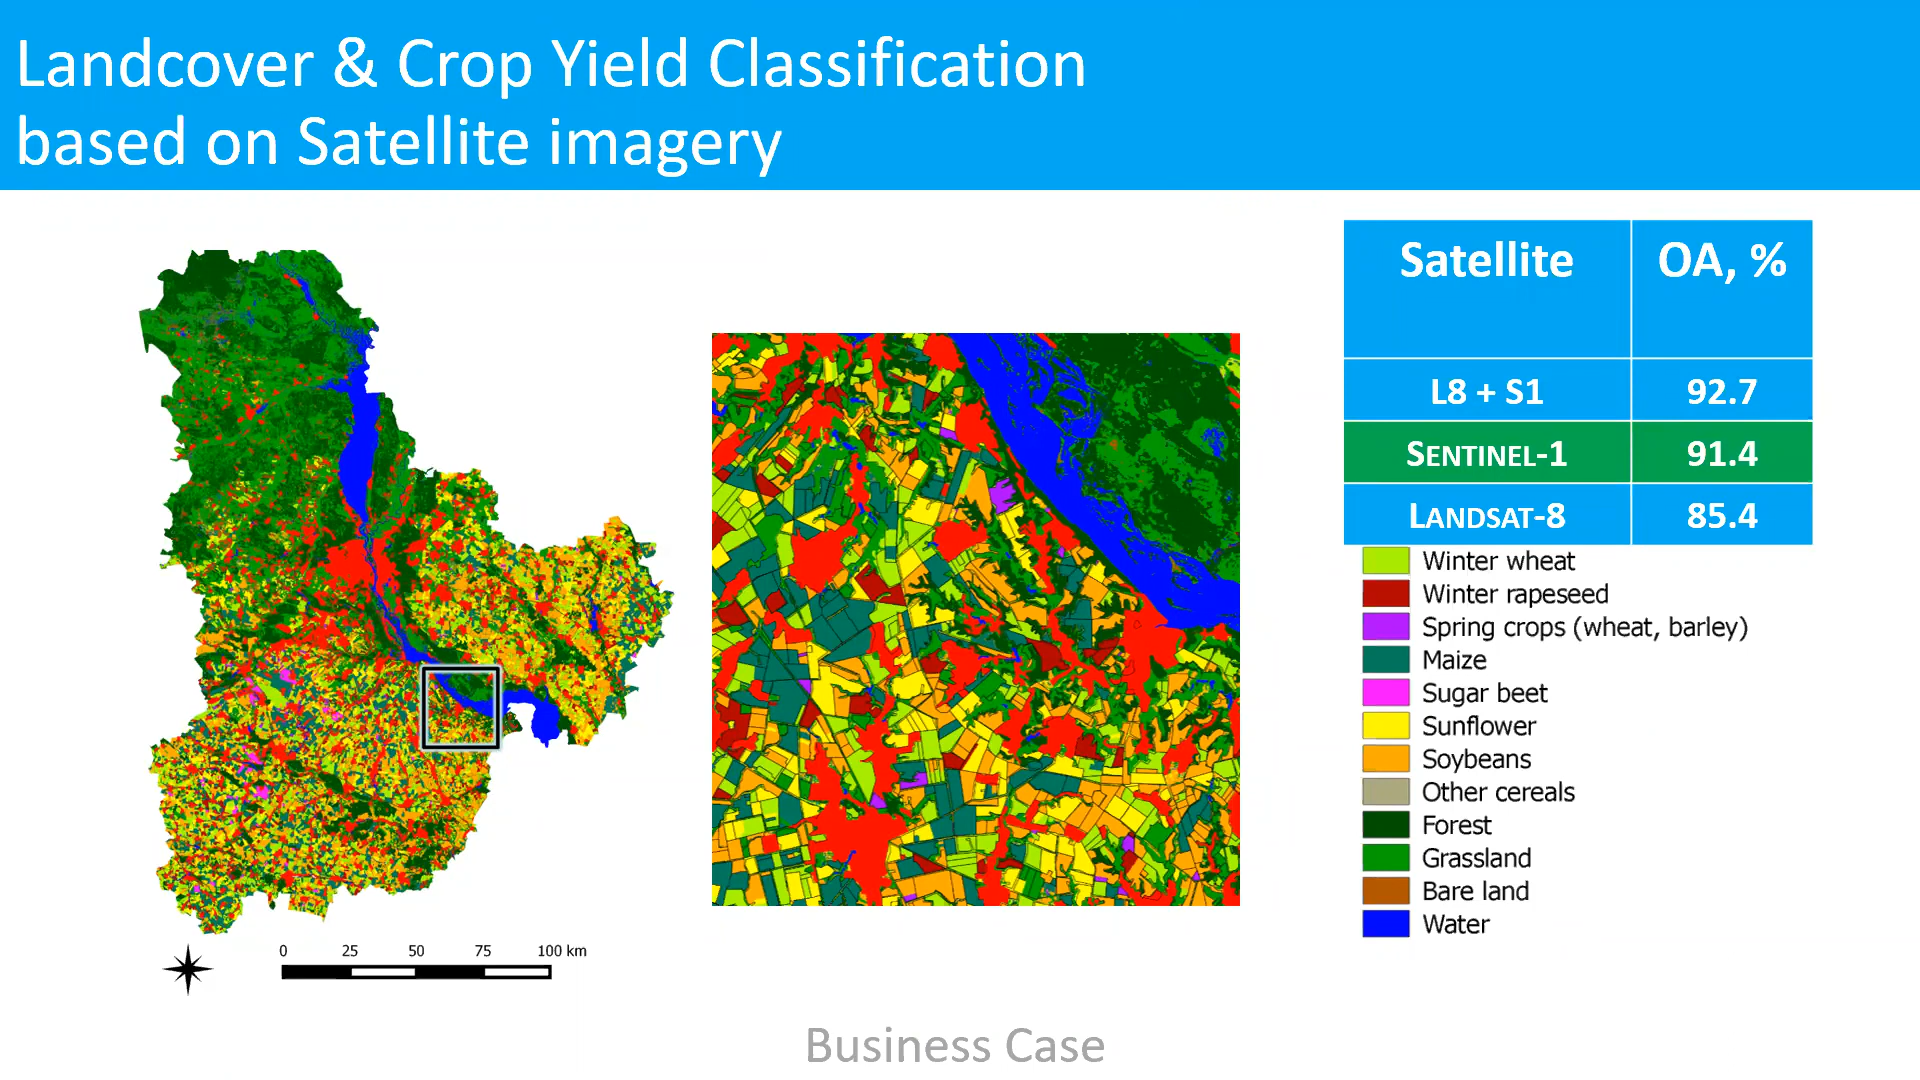 Landcover & Crop Yield Classification
based on Satellite imagery
Satellite OA, %
L8 + S1 92.7
SENTINEL-1 91.4
LANDSAT-8 85.4
Winter wheat
Winter rapeseed
Spring crops (wheat, barley)
Maize
Sugar beet
Sunflower
Soybeans
Other cereals
Forest
Grassland
Bare land
Water
0 25 50 75 100 km
Business Case